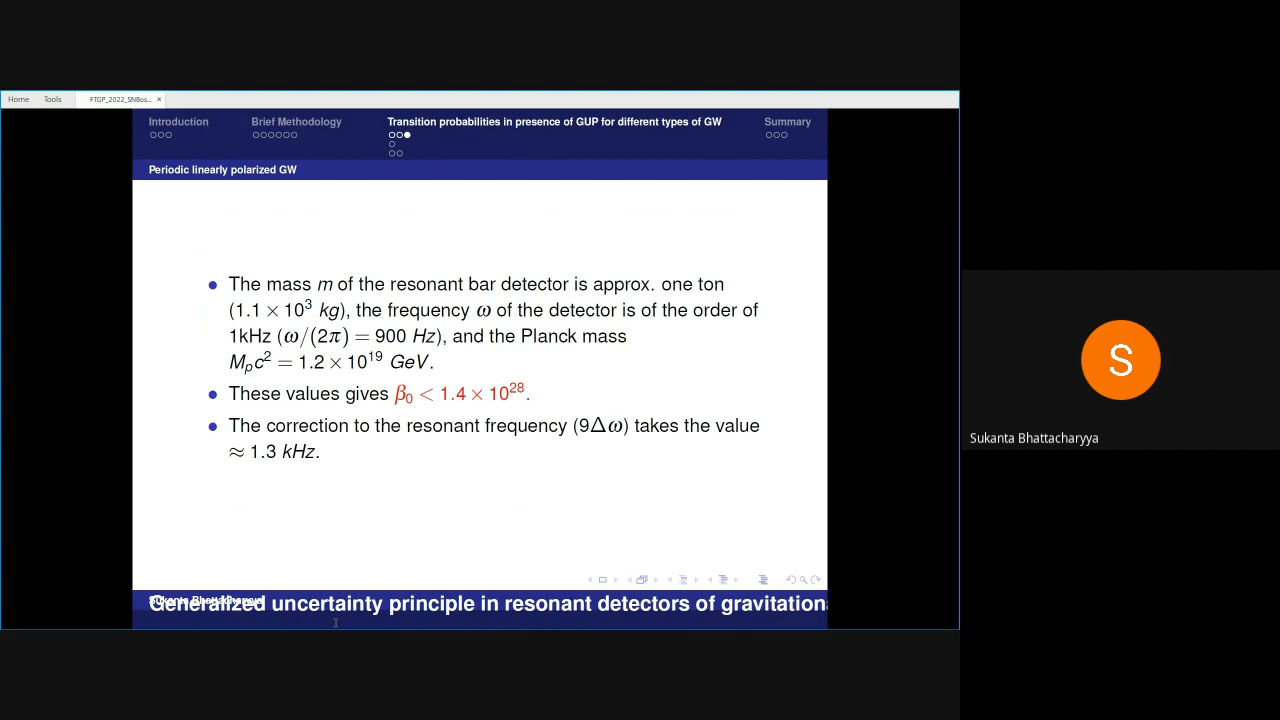 Home Tools FTGP_2022_SNBos... ×
Introduction Brief Methodology Transition probabilities in presence of GUP for different types of GW Summary
Periodic linearly polarized GW
The mass m of the resonant bar detector is approx. one ton
(1.1 × 10³ kg), the frequency ω of the detector is of the order of
1kHz (ω/(2π) = 900 Hz), and the Planck mass
Mₚc² = 1.2 × 10¹⁹ GeV.
These values gives β₀ < 1.4 × 10²⁸.
The correction to the resonant frequency (9Δω) takes the value
≈ 1.3 kHz.
Sukanta Bhattacharyya
Generalized uncertainty principle in resonant detectors of gravitation
S
Sukanta Bhattacharyya